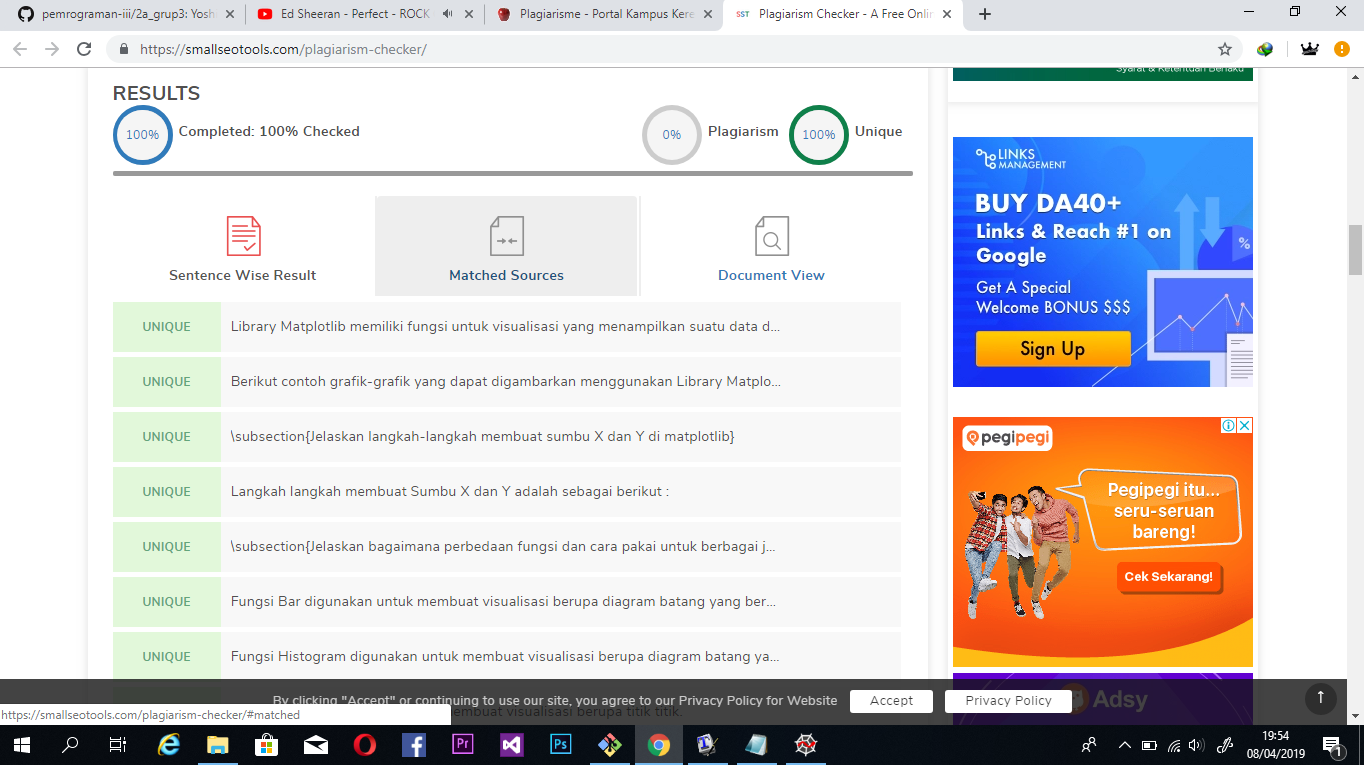 pemrograman-iii/2a_grup3: Yosh
Ed Sheeran - Perfect - ROCK
Plagiarisme - Portal Kampus Kere
SST Plagiarism Checker - A Free Onlin
https://smallseotools.com/plagiarism-checker/
RESULTS
100% Completed: 100% Checked
0% Plagiarism
100% Unique
Sentence Wise Result
Matched Sources
Document View
UNIQUE Library Matplotlib memiliki fungsi untuk visualisasi yang menampilkan suatu data d...
UNIQUE Berikut contoh grafik-grafik yang dapat digambarkan menggunakan Library Matplo...
UNIQUE \subsection{Jelaskan langkah-langkah membuat sumbu X dan Y di matplotlib}
UNIQUE Langkah langkah membuat Sumbu X dan Y adalah sebagai berikut :
UNIQUE \subsection{Jelaskan bagaimana perbedaan fungsi dan cara pakai untuk berbagai j...
UNIQUE Fungsi Bar digunakan untuk membuat visualisasi berupa diagram batang yang ber...
UNIQUE Fungsi Histogram digunakan untuk membuat visualisasi berupa diagram batang ya...
membuat visualisasi berupa titik titik.
Syarat & Ketentuan Berlaku
LINKS
MANAGEMENT
BUY DA40+
Links & Reach #1 on
Google
Get A Special
Welcome BONUS $$$
Sign Up
%
pegipegi
Pegipegi itu...
seru-seruan
bareng!
Cek Sekarang!
Adsy
By clicking "Accept" or continuing to use our site, you agree to our Privacy Policy for Website
Accept
Privacy Policy
https://smallseotools.com/plagiarism-checker/#matched
Pr
Ps
19:54
08/04/2019
1